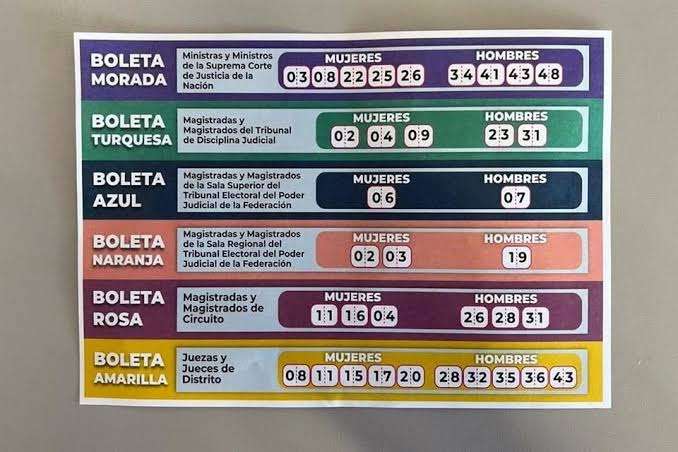 BOLETA
MORADA
Ministras y Ministros
de la Suprema Corte
de Justicia de la
Nación
MUJERES
03 08 22 25 26
HOMBRES
34 41 43 48
BOLETA
TURQUESA
Magistradas y
Magistrados del Tribunal
de Disciplina Judicial
MUJERES
02 04 09
HOMBRES
23 31
BOLETA
AZUL
Magistradas y Magistrados
de la Sala Superior del
Tribunal Electoral del Poder
Judicial de la Federación
MUJERES
06
HOMBRES
07
BOLETA
NARANJA
Magistradas y Magistrados
de la Sala Regional del
Tribunal Electoral del Poder
Judicial de la Federación
MUJERES
02 03
HOMBRES
19
BOLETA
ROSA
Magistradas y
Magistrados de
Circuito
MUJERES
11 16 04
HOMBRES
26 28 31
BOLETA
AMARILLA
Juezas y
Jueces de
Distrito
MUJERES
08 11 15 17 20
HOMBRES
28 32 35 36 43